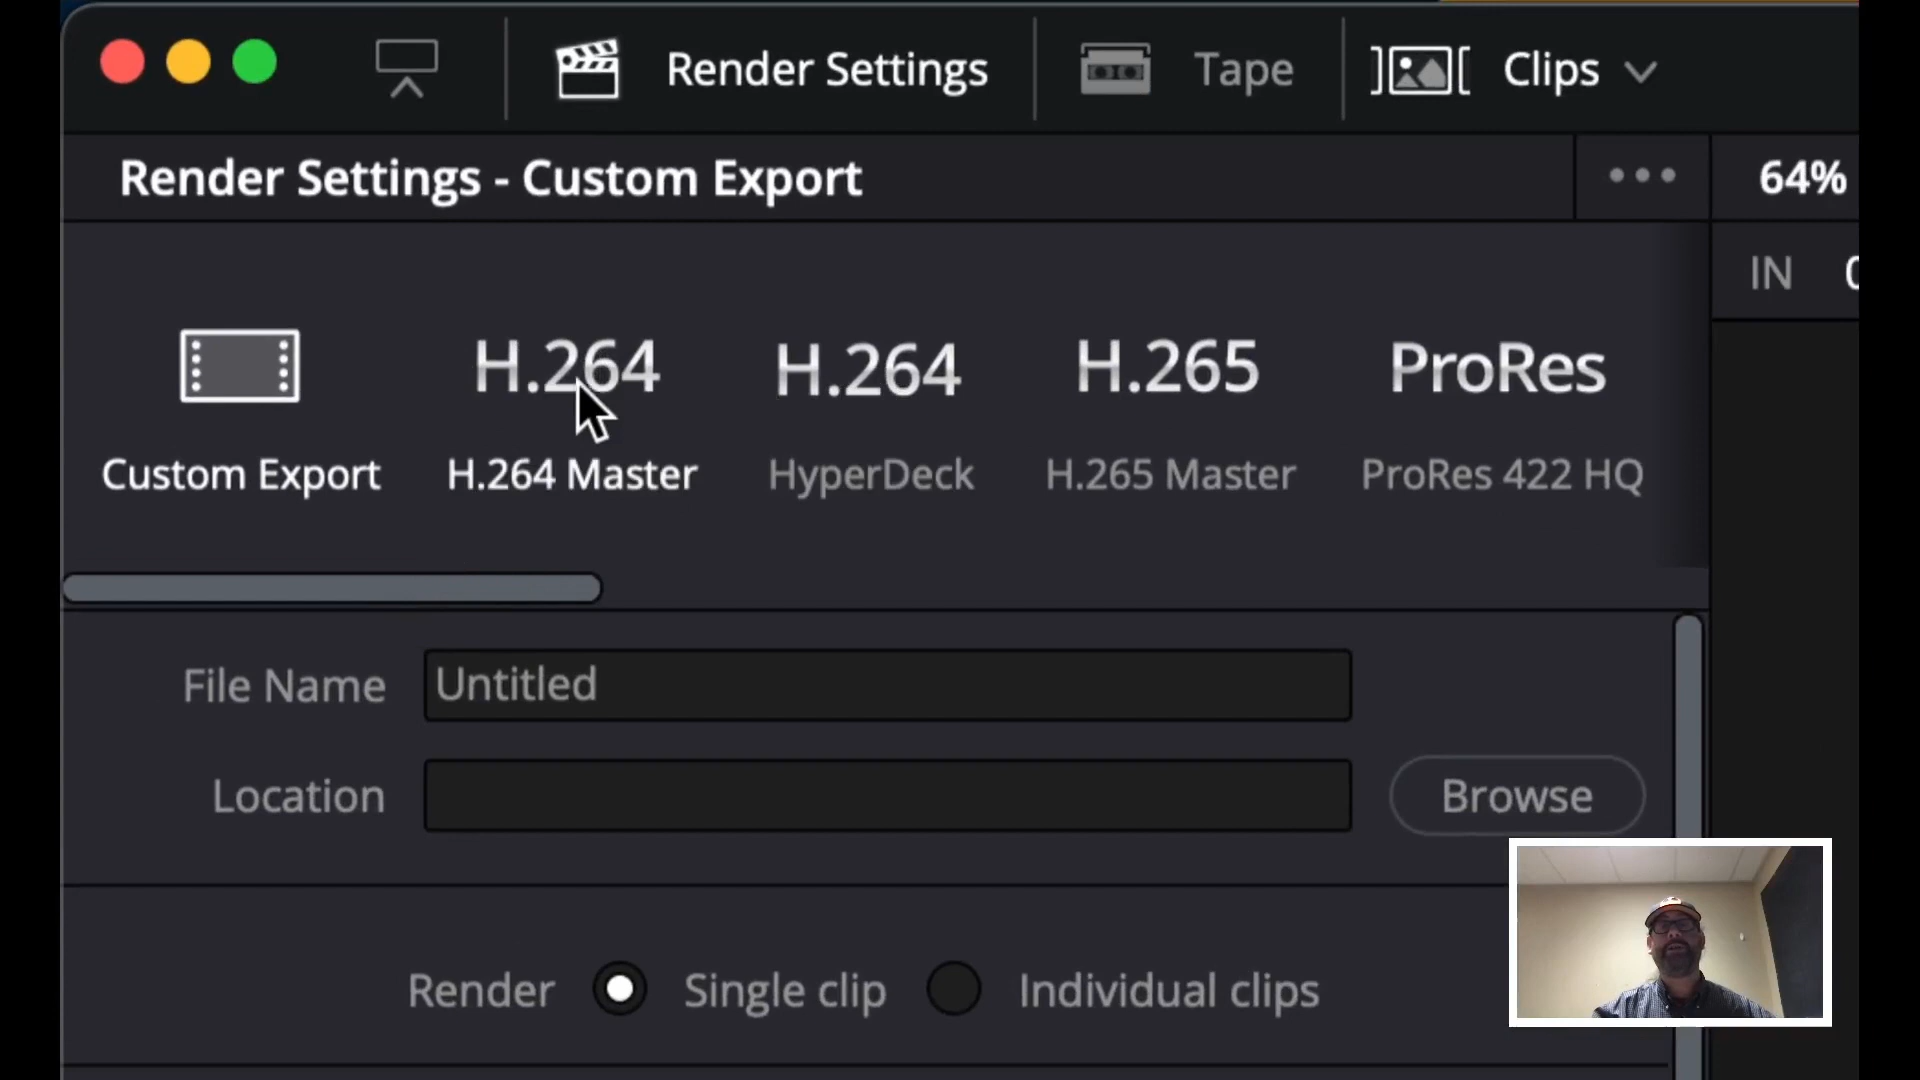 Render Settings
Tape
Clips
Render Settings - Custom Export
64%
IN
H.264
H.264
H.265
ProRes
Custom Export
H.264 Master
HyperDeck
H.265 Master
ProRes 422 HQ
File Name
Untitled
Location
Browse
Render
Single clip
Individual clips